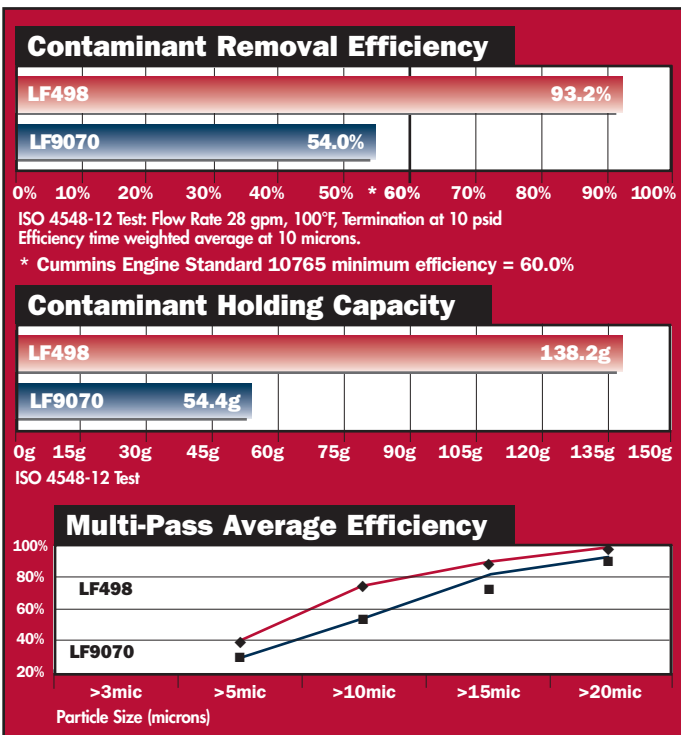 Contaminant Removal Efficiency
LF498 93.2%
LF9070 54.0%
0% 10% 20% 30% 40% 50% * 60% 70% 80% 90% 100%
ISO 4548-12 Test: Flow Rate 28 gpm, 100°F, Termination at 10 psid
Efficiency time weighted average at 10 microns.
* Cummins Engine Standard 10765 minimum efficiency = 60.0%
Contaminant Holding Capacity
LF498 138.2g
LF9070 54.4g
0g 15g 30g 45g 60g 75g 90g 105g 120g 135g 150g
ISO 4548-12 Test
Multi-Pass Average Efficiency
100%
80%
LF498
60%
40%
LF9070
20%
>3mic >5mic >10mic >15mic >20mic
Particle Size (microns)